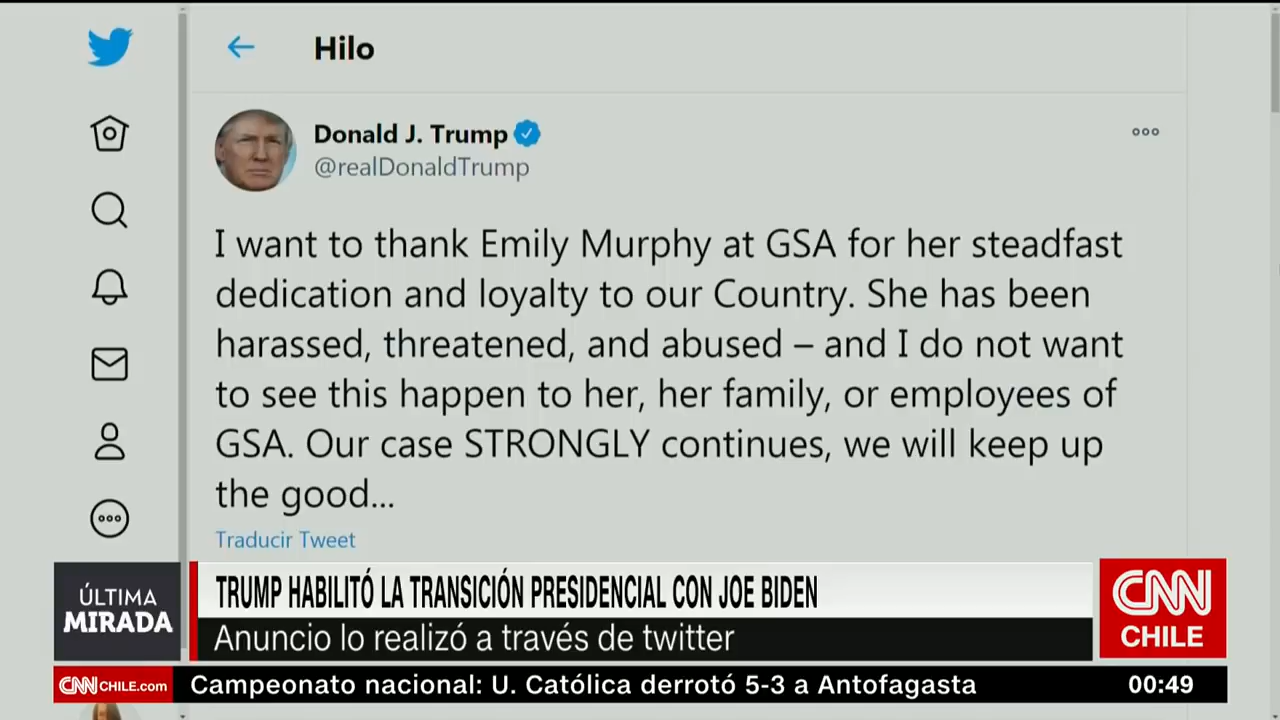 Hilo
Donald J. Trump
@realDonaldTrump
I want to thank Emily Murphy at GSA for her steadfast
dedication and loyalty to our Country. She has been
harassed, threatened, and abused – and I do not want
to see this happen to her, her family, or employees of
GSA. Our case STRONGLY continues, we will keep up
the good...
Traducir Tweet
ÚLTIMA
MIRADA
TRUMP HABILITÓ LA TRANSICIÓN PRESIDENCIAL CON JOE BIDEN
Anuncio lo realizó a través de twitter
CNN
CHILE
CNNCHILE.com
Campeonato nacional: U. Católica derrotó 5-3 a Antofagasta
00:49